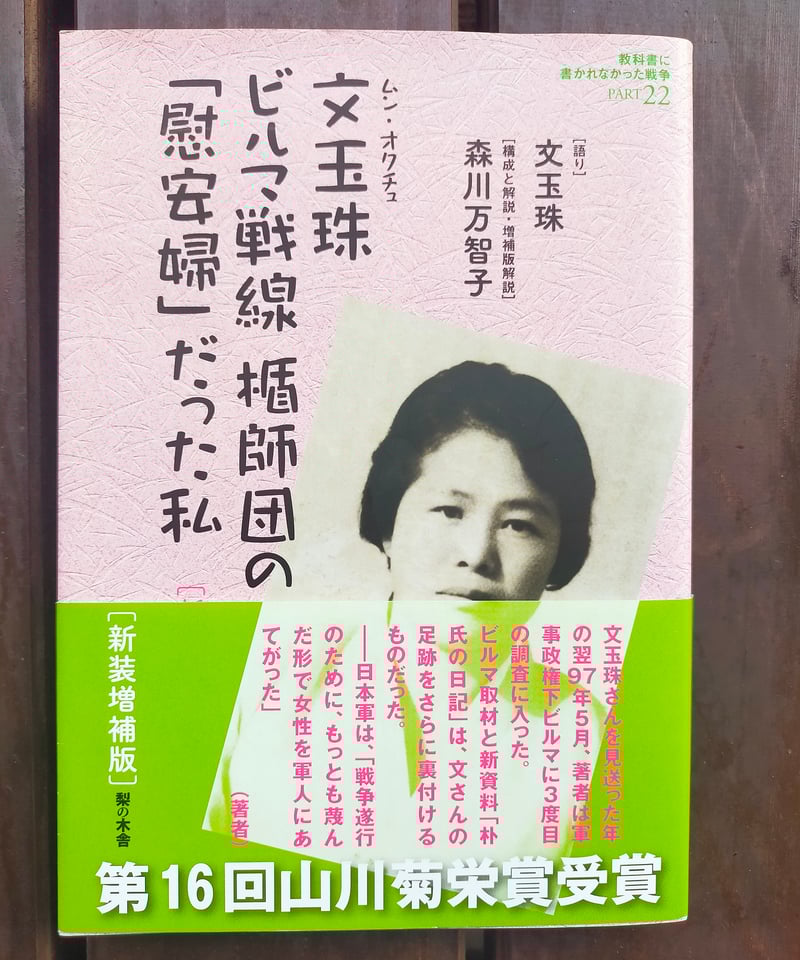 教科書に
書かれなかった戦争
PART 22
[語り]
文玉珠
[構成と解説・増補版解説]
森川万智子
ムン・オクチュ
文玉珠
ビルマ戦線 楯師団の
「慰安婦」だった私
文玉珠さんを見送った年
の翌97年5月、著者は軍
事政権下ビルマに3度目
の調査に入った。
ビルマ取材と新資料「朴
氏の日記」は、文さんの
足跡をさらに裏付ける
ものだった。
――日本軍は、「戦争遂行
のために、もっとも蔑ん
だ形で女性を軍人にあ
てがった」
（著者）
[新装増補版]
梨の木舎
第16回山川菊栄賞受賞